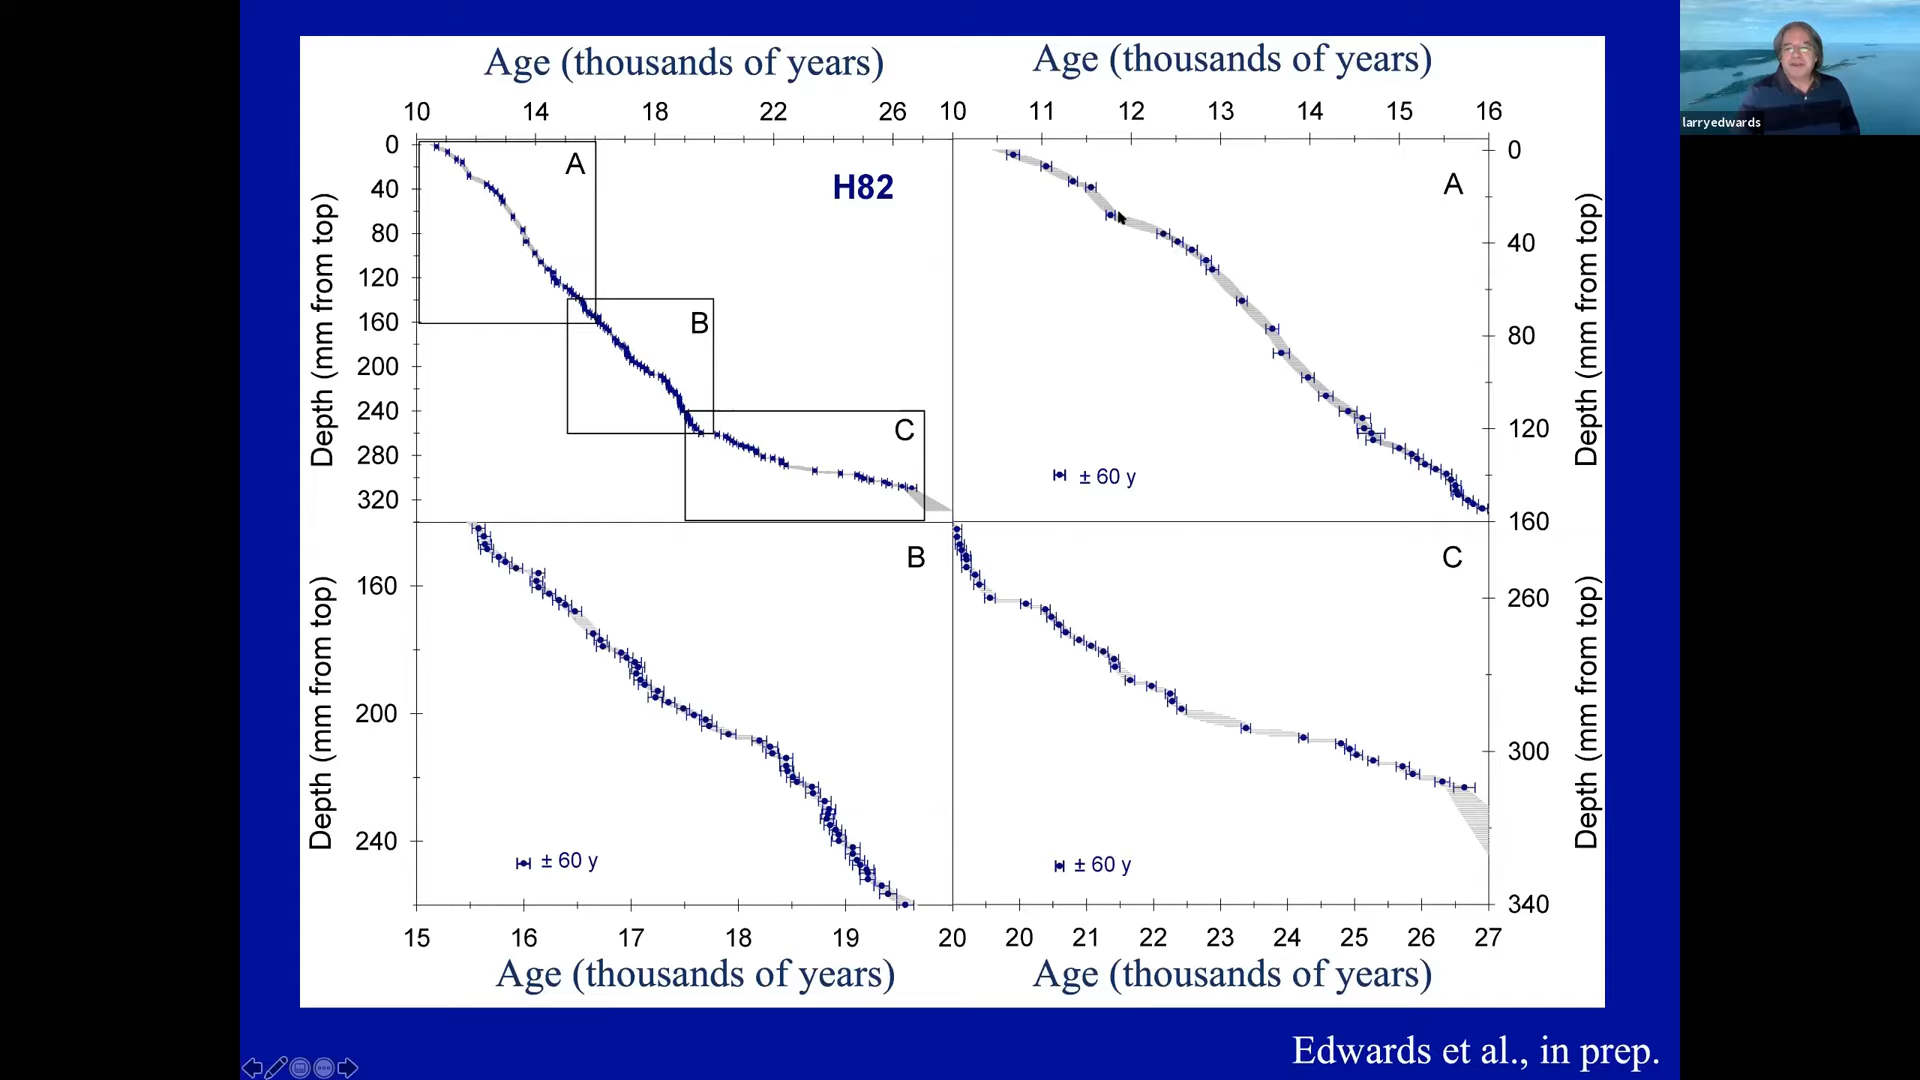 Age (thousands of years)
Age (thousands of years)
10 14 18 22 26
10 11 12 13 14 15 16
0
40
80
120
160
200
240
280
320
Depth (mm from top)
A
B
C
H82
A
± 60 y
0
40
80
120
160
Depth (mm from top)
B
± 60 y
160
200
240
Depth (mm from top)
C
± 60 y
260
300
340
Depth (mm from top)
15 16 17 18 19 20
20 21 22 23 24 25 26 27
Age (thousands of years)
Age (thousands of years)
Edwards et al., in prep.
larryedwards